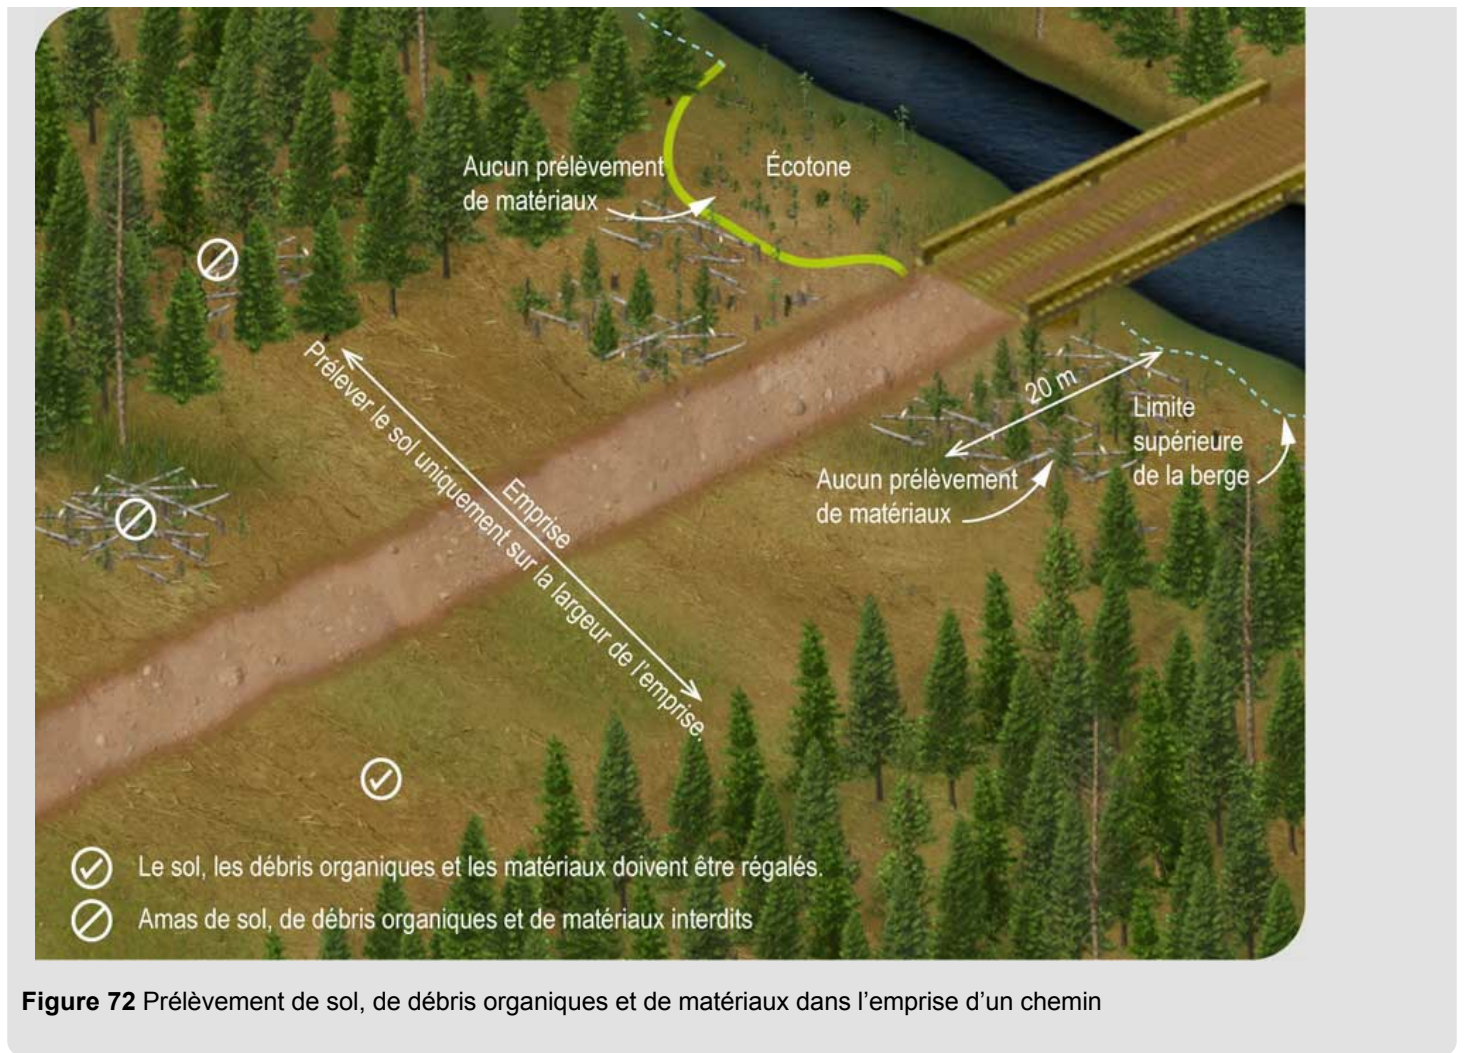 Aucun prélèvement
de matériaux
Écotone
Prélever le sol uniquement sur la largeur de l'emprise.
Emprise
20 m
Limite
supérieure
de la berge
Aucun prélèvement
de matériaux
Le sol, les débris organiques et les matériaux doivent être régalés.
Amas de sol, de débris organiques et de matériaux interdits
Figure 72 Prélèvement de sol, de débris organiques et de matériaux dans l'emprise d'un chemin